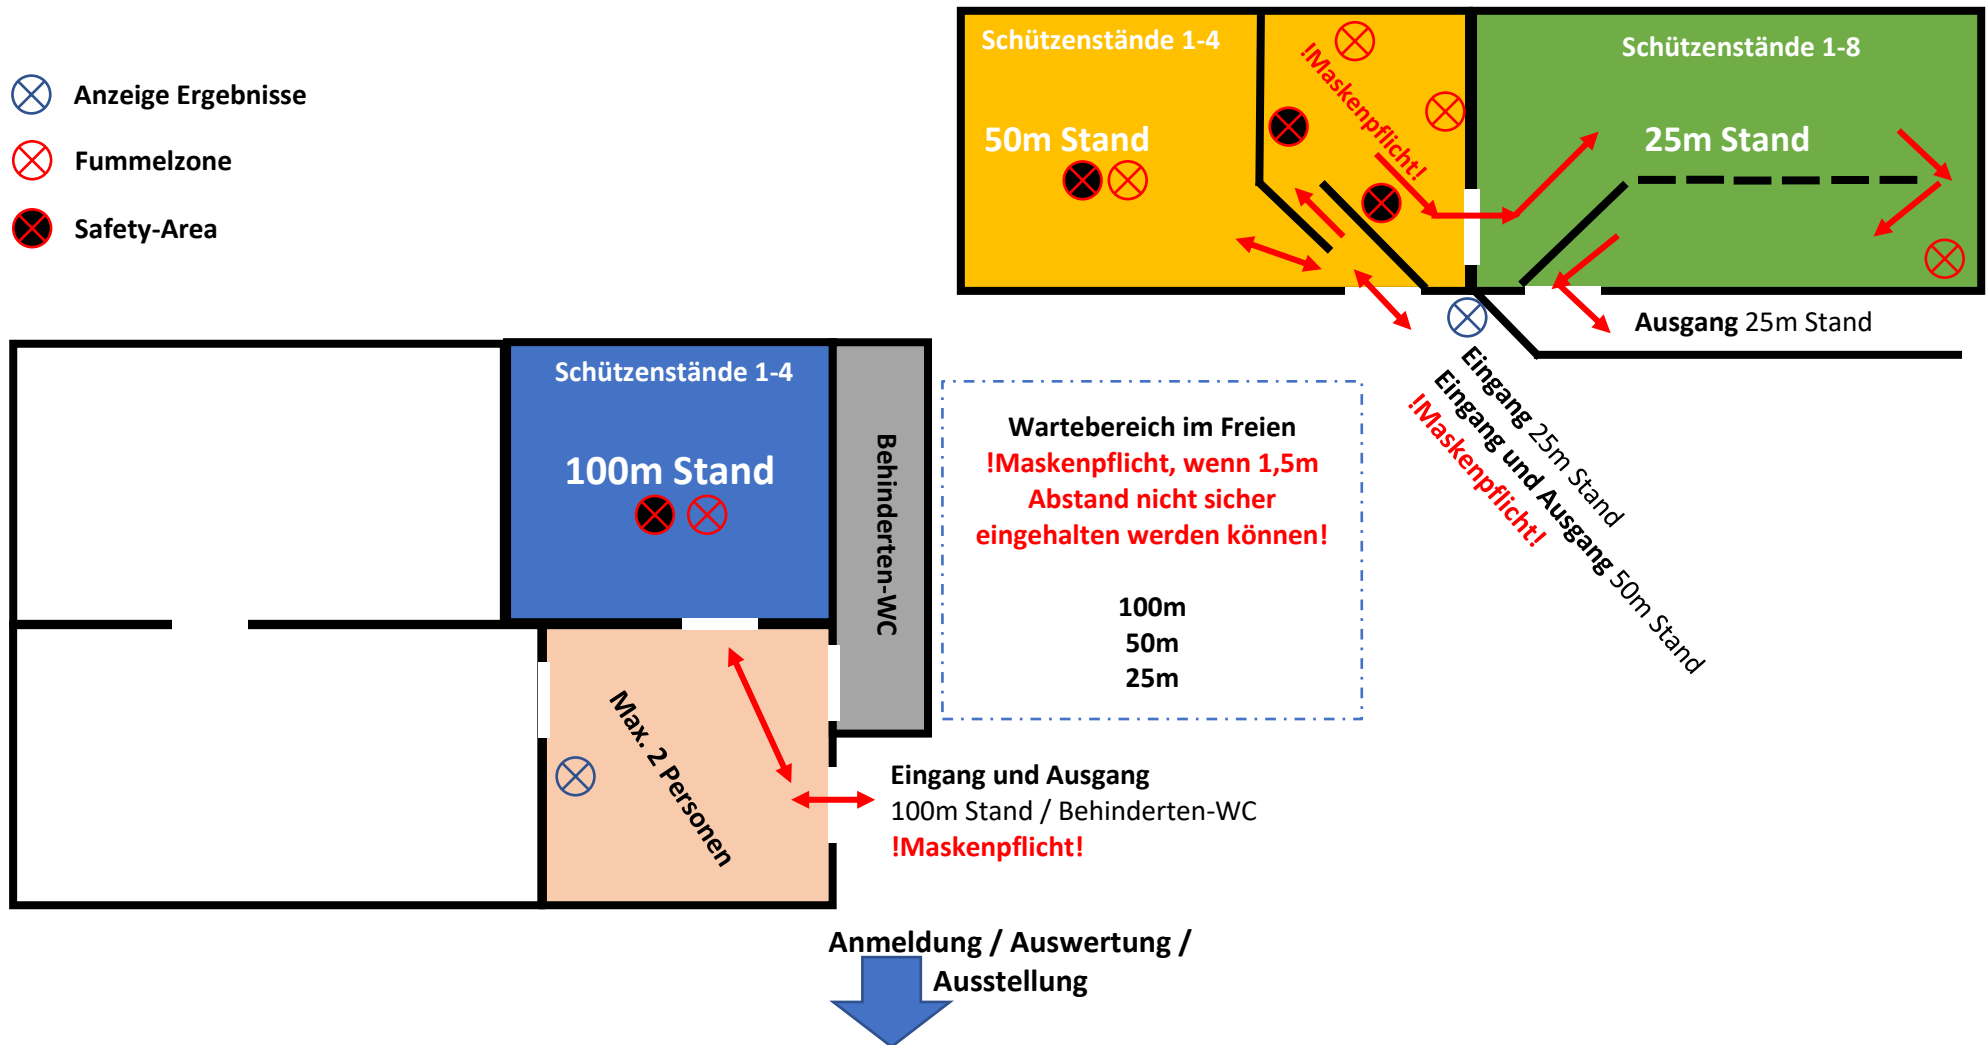 Anzeige Ergebnisse
Fummelzone
Safety-Area
Schützenstände 1-4
50m Stand
!Maskenpflicht!
Schützenstände 1-8
25m Stand
Ausgang 25m Stand
Eingang 25m Stand
Eingang und Ausgang 50m Stand
!Maskenpflicht!
Schützenstände 1-4
100m Stand
Behinderten-WC
Wartebereich im Freien
!Maskenpflicht, wenn 1,5m
Abstand nicht sicher
eingehalten werden können!
100m
50m
25m
Max. 2 Personen
Eingang und Ausgang
100m Stand / Behinderten-WC
!Maskenpflicht!
Anmeldung / Auswertung /
Ausstellung